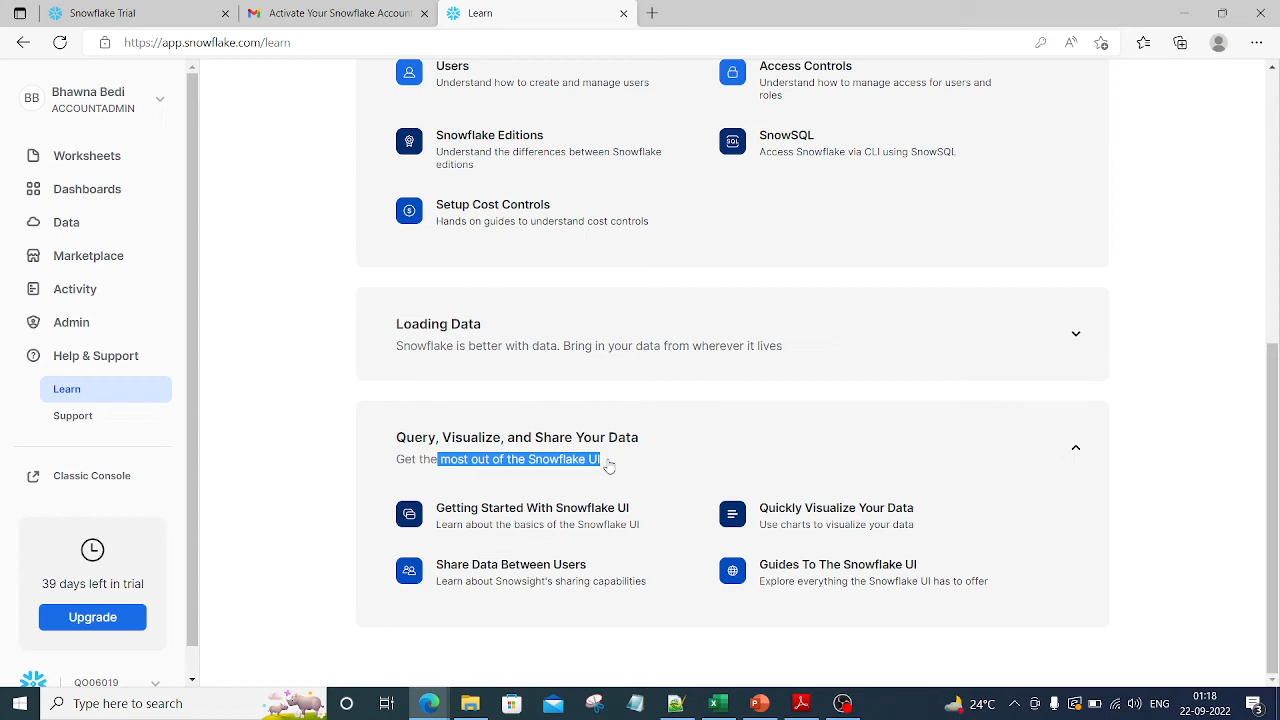 Snowflake Trial
Activate Your Snowflake Account
Learn
https://app.snowflake.com/learn
BB
Bhawna Bedi
ACCOUNTADMIN
Worksheets
Dashboards
Data
Marketplace
Activity
Admin
Help & Support
Learn
Support
Classic Console
39 days left in trial
Upgrade
QO06019
Users
Understand how to create and manage users
Access Controls
Understand how to manage access for users and
roles
Snowflake Editions
Understand the differences between Snowflake
editions
SnowSQL
Access Snowflake via CLI using SnowSQL
Setup Cost Controls
Hands on guides to understand cost controls
Loading Data
Snowflake is better with data. Bring in your data from wherever it lives
Query, Visualize, and Share Your Data
Get the most out of the Snowflake UI
Getting Started With Snowflake UI
Learn about the basics of the Snowflake UI
Quickly Visualize Your Data
Use charts to visualize your data
Share Data Between Users
Learn about Snowsight's sharing capabilities
Guides To The Snowflake UI
Explore everything the Snowflake UI has to offer
Type here to search
24°C
ENG
01:18
22-09-2022
3